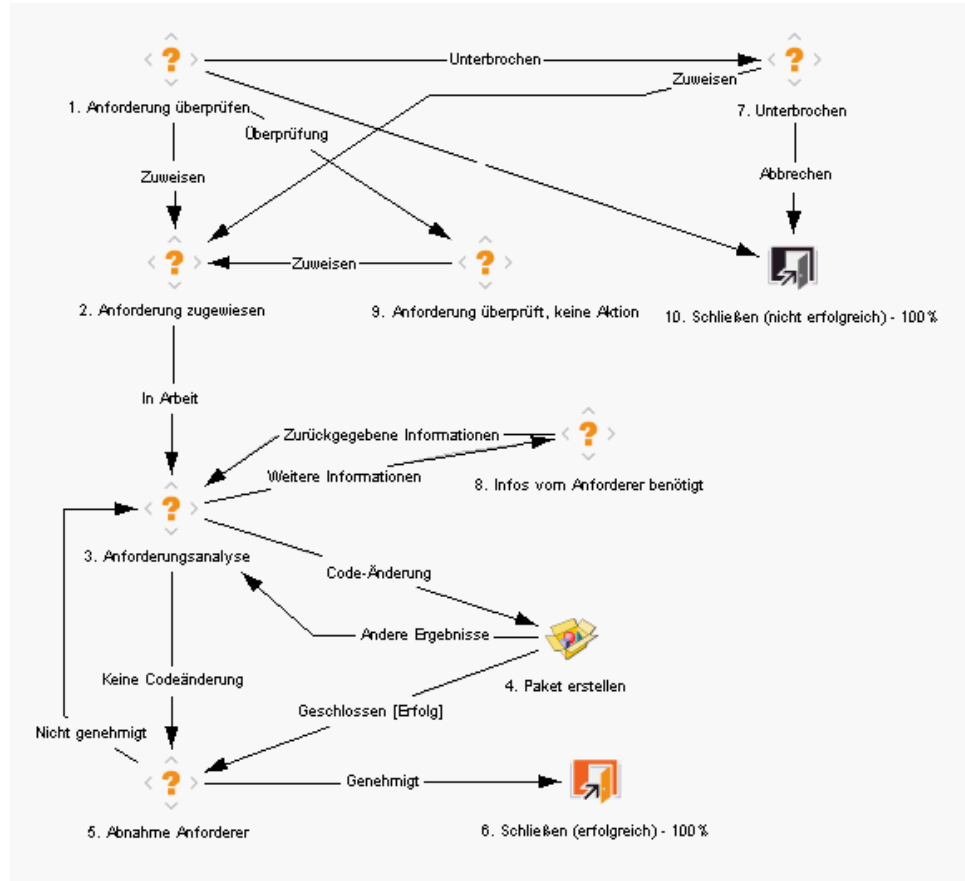 Unterbrochen
Zuweisen
1. Anforderung überprüfen
7. Unterbrochen
Überprüfung
Zuweisen
Abbrechen
Zuweisen
2. Anforderung zugewiesen
9. Anforderung überprüft, keine Aktion
10. Schließen (nicht erfolgreich) - 100%
In Arbeit
Zurückgegebene Informationen
Weitere Informationen
8. Infos vom Anforderer benötigt
3. Anforderungsanalyse
Code-Änderung
Andere Ergebnisse
Keine Codeänderung
4. Paket erstellen
Geschlossen [Erfolg]
Nicht genehmigt
Genehmigt
5. Abnahme Anforderer
6. Schließen (erfolgreich) - 100%